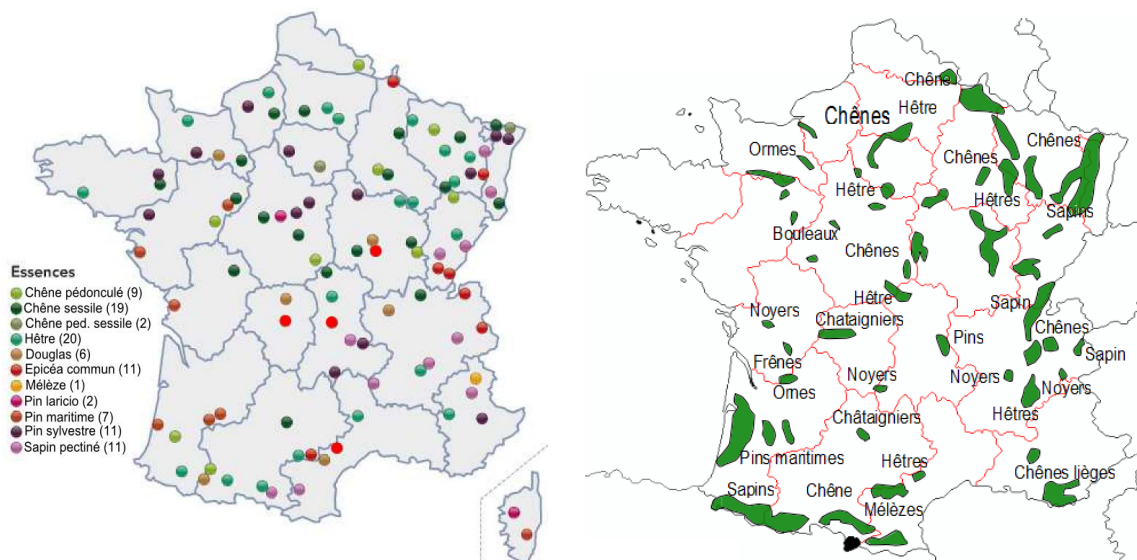 Essences
Chêne pédonculé (9)
Chêne sessile (19)
Chêne ped. sessile (2)
Hêtre (20)
Douglas (6)
Epicéa commun (11)
Mélèze (1)
Pin laricio (2)
Pin maritime (7)
Pin sylvestre (11)
Sapin pectiné (11)
Chêne
Chênes
Hêtre
Ormes
Chênes
Chênes
Hêtre
Hêtres
Sapins
Bouleaux
Chênes
Hêtre
Sapin
Noyers
Chataigniers
Pins
Chênes
Sapin
Frênes
Noyers
Noyers
Noyers
Ormes
Châtaigniers
Hêtres
Pins maritimes
Hêtres
Chênes lièges
Sapins
Chêne
Mélèzes